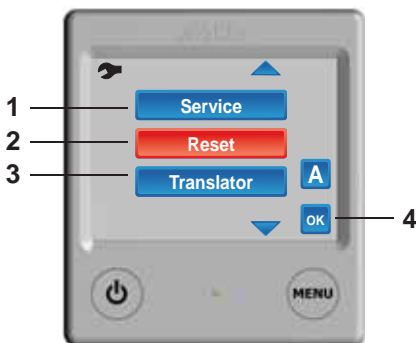 1 Service
2 Reset
3 Translator
A
OK 4
MENU